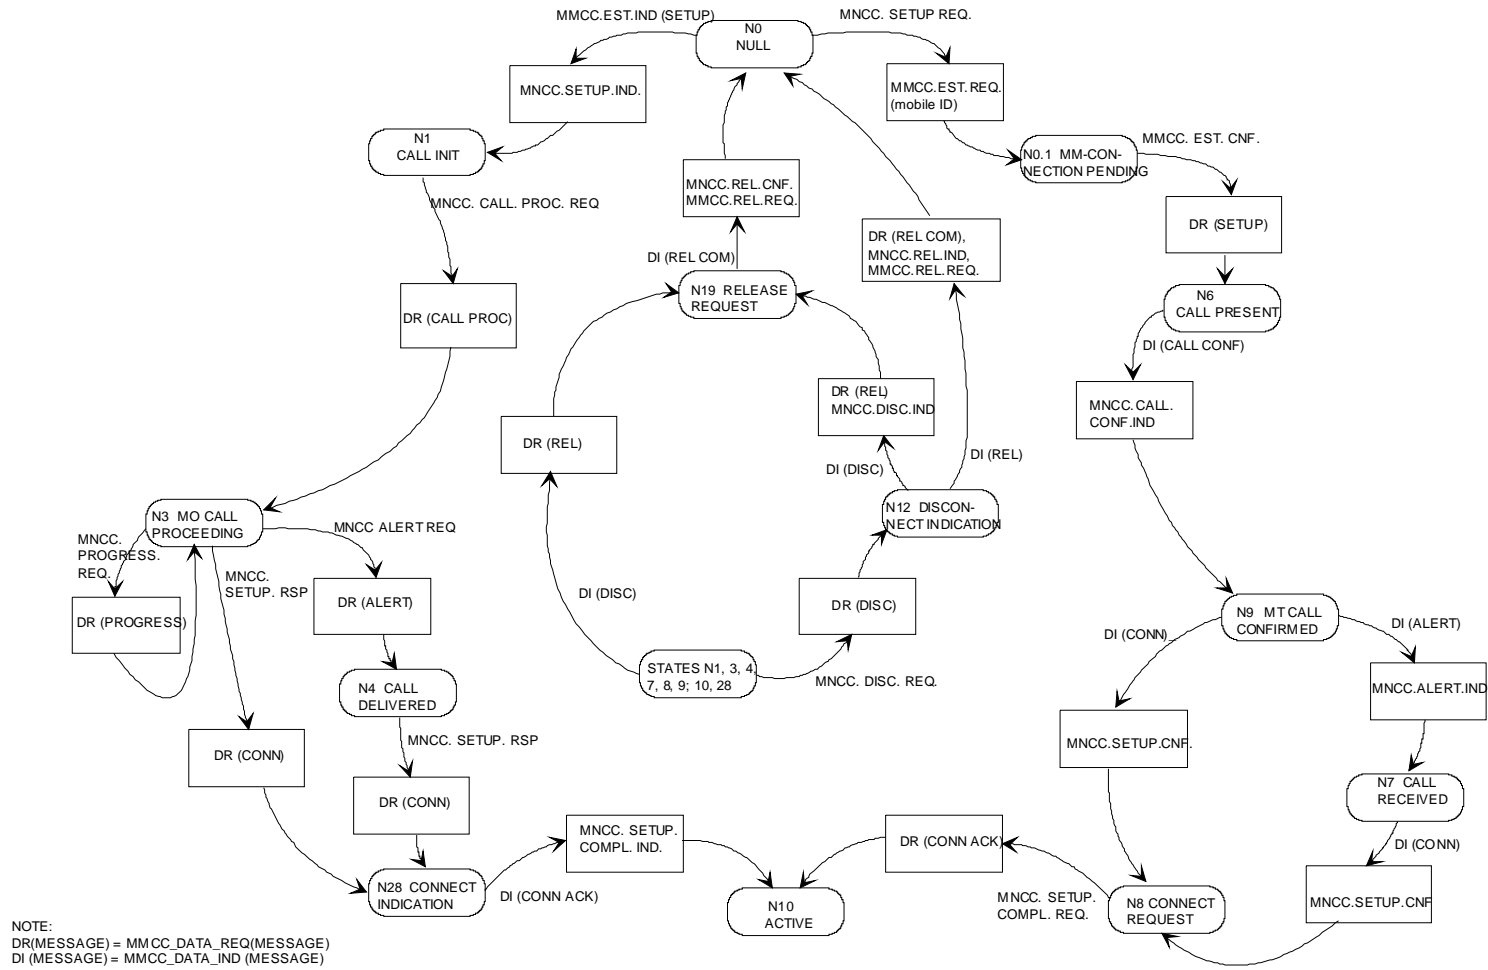 MMCC.EST.IND (SETUP)
N0
NULL
MNCC. SETUP REQ.
MNCC.SETUP.IND.
MMCC.EST.REQ.
(mobile ID)
N1
CALL INIT
N0.1 MM-CON-
NECTION PENDING
MMCC. EST. CNF.
MNCC. CALL. PROC. REQ
MNCC.REL.CNF.
MMCC.REL.REQ.
DR (REL COM),
MNCC.REL.IND,
MMCC.REL.REQ.
DR (SETUP)
DI (REL COM)
N19 RELEASE
REQUEST
N6
CALL PRESENT
DR (CALL PROC)
DI (CALL CONF)
DR (REL)
MNCC.DISC.IND
MNCC.CALL.
CONF.IND
DR (REL)
DI (DISC)
DI (REL)
N12 DISCON-
NECT INDICATION
N3 MO CALL
PROCEEDING
MNCC ALERT REQ
MNCC.
PROGRESS.
REQ.
MNCC.
SETUP. RSP
DI (DISC)
DR (DISC)
DR (PROGRESS)
DR (ALERT)
N9 MT CALL
CONFIRMED
DI (CONN)_
DI (ALERT)
STATES N1, 3, 4,
7, 8, 9; 10, 28
MNCC. DISC. REQ.
N4 CALL
DELIVERED
MNCC.ALERT.IND
MNCC. SETUP. RSP
DR (CONN)
MNCC.SETUP.CNF.
N7 CALL
RECEIVED
DR (CONN)
MNCC. SETUP.
COMPL. IND.
DR (CONN ACK)
DI (CONN)
N28 CONNECT
INDICATION
DI (CONN ACK)
N10
ACTIVE
MNCC. SETUP.
COMPL. REQ.
N8 CONNECT
REQUEST
MNCC.SETUP.CNF
NOTE:
DR(MESSAGE) = MMCC_DATA_REQ(MESSAGE)
DI (MESSAGE) = MMCC_DATA_IND (MESSAGE)